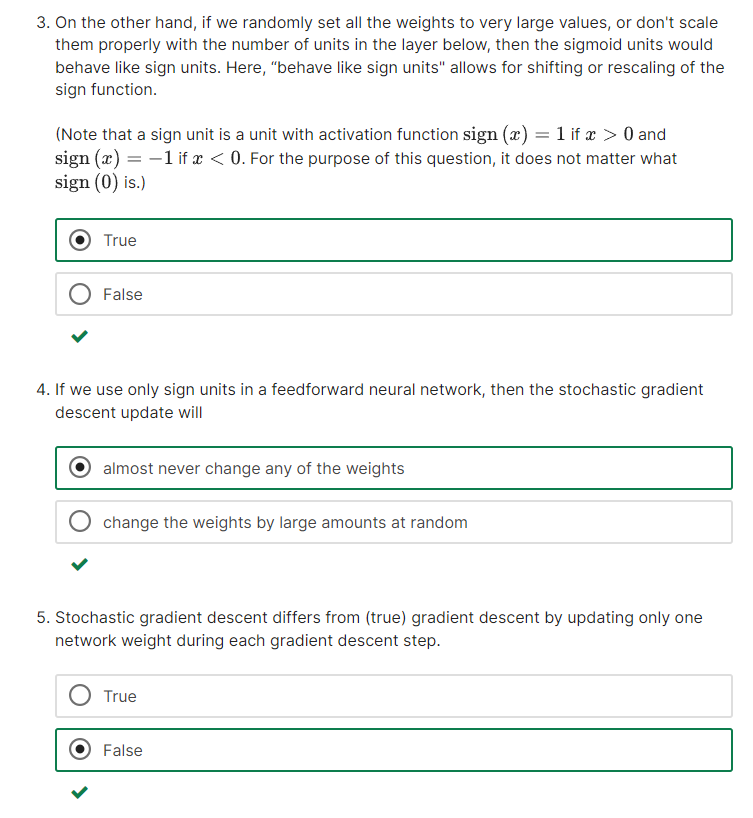 3. On the other hand, if we randomly set all the weights to very large values, or don't scale
them properly with the number of units in the layer below, then the sigmoid units would
behave like sign units. Here, “behave like sign units" allows for shifting or rescaling of the
sign function.
(Note that a sign unit is a unit with activation function sign (x) = 1 if x > 0 and
sign (x) = −1 if x < 0. For the purpose of this question, it does not matter what
sign (0) is.)
True
False
4. If we use only sign units in a feedforward neural network, then the stochastic gradient
descent update will
almost never change any of the weights
change the weights by large amounts at random
5. Stochastic gradient descent differs from (true) gradient descent by updating only one
network weight during each gradient descent step.
True
False